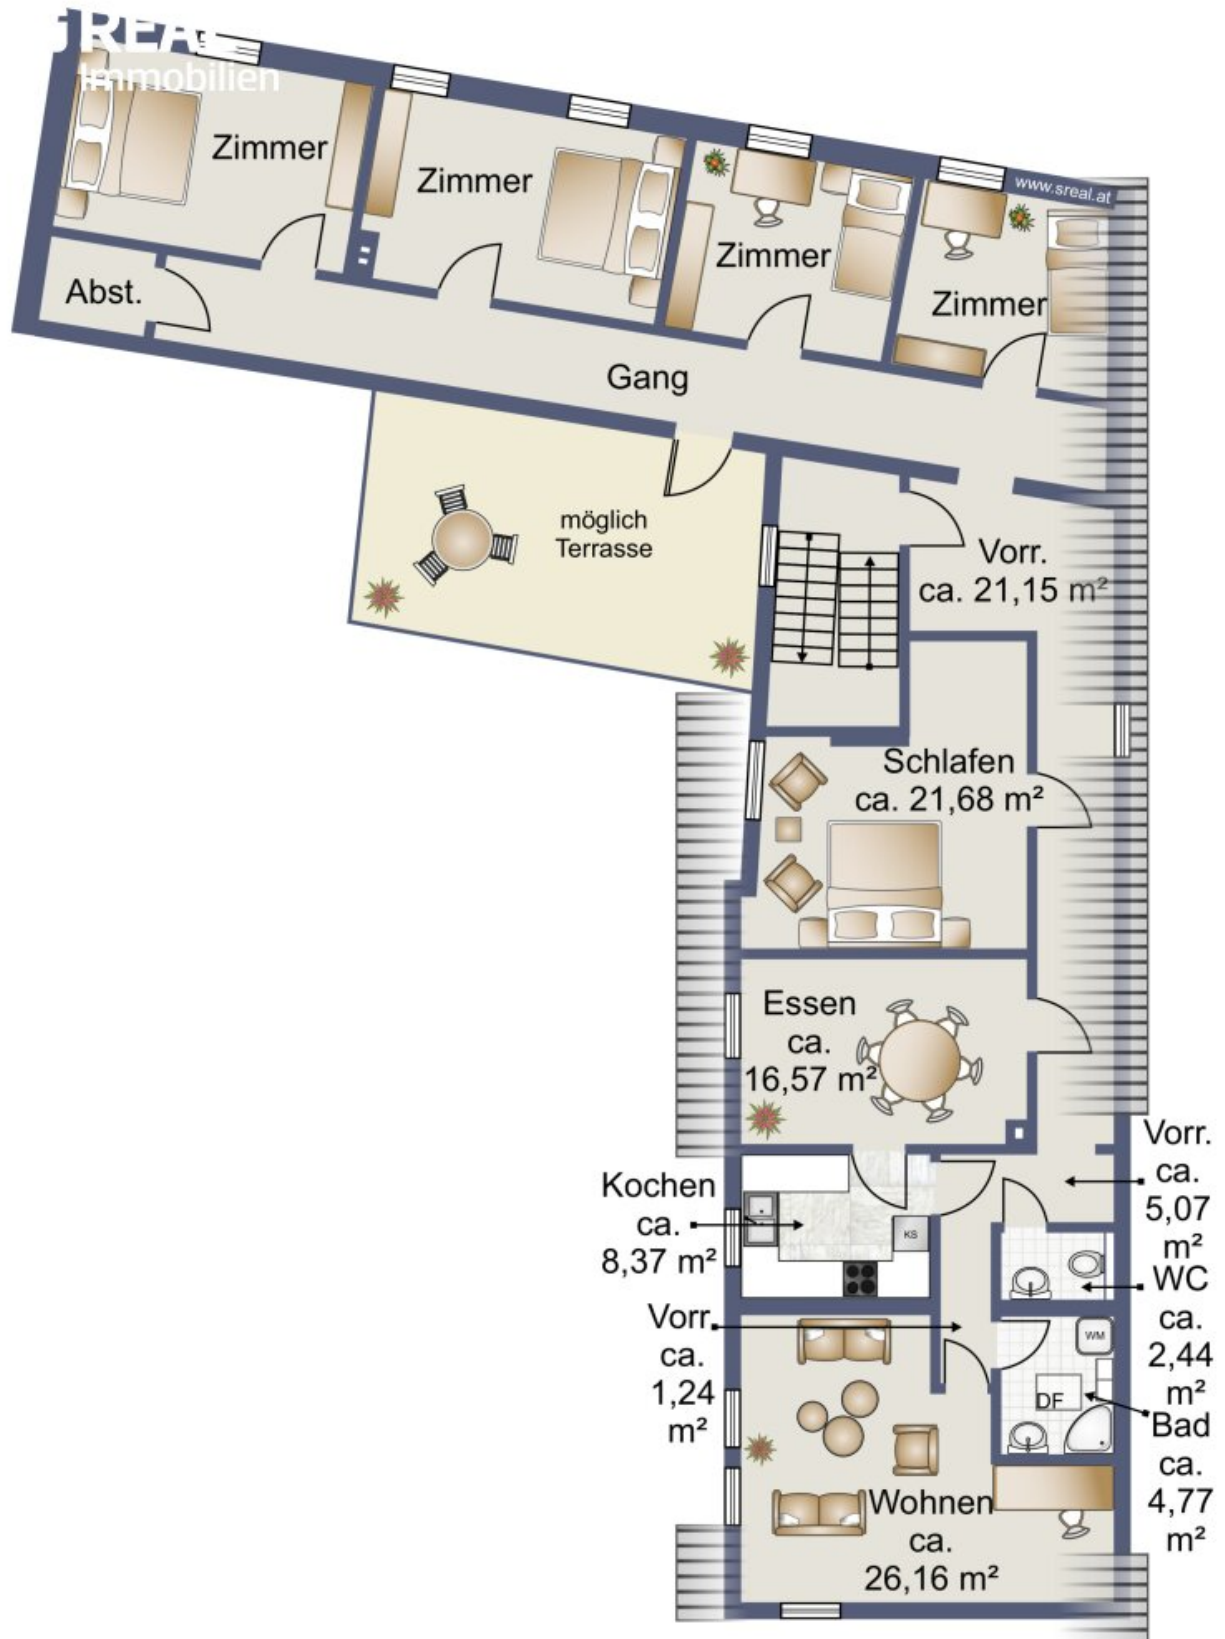 SREAL
Immobilien
www.sreal.at
Zimmer
Zimmer
Zimmer
Zimmer
Abst.
Gang
möglich
Terrasse
Vorr.
ca. 21,15 m²
Schlafen
ca. 21,68 m²
Essen
ca.
16,57 m²
Kochen
ca.
8,37 m²
KS
Vorr.
ca.
5,07
m²
WC
ca.
2,44
m²
Vorr.
ca.
1,24
m²
WM
DF
Bad
ca.
4,77
m²
Wohnen
ca.
26,16 m²